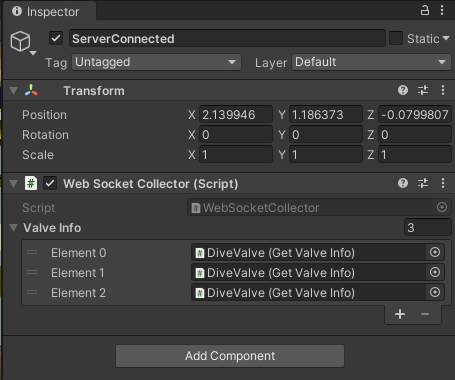 Inspector
ServerConnected
Static
Tag Untagged Layer Default
Transform
Position X 2.139946 Y 1.186373 Z -0.0799807
Rotation X 0 Y 0 Z 0
Scale X 1 Y 1 Z 1
# Web Socket Collector (Script)
Script # WebSocketCollector
Valve Info 3
Element 0 # DiveValve (Get Valve Info)
Element 1 # DiveValve (Get Valve Info)
Element 2 # DiveValve (Get Valve Info)
+ −
Add Component